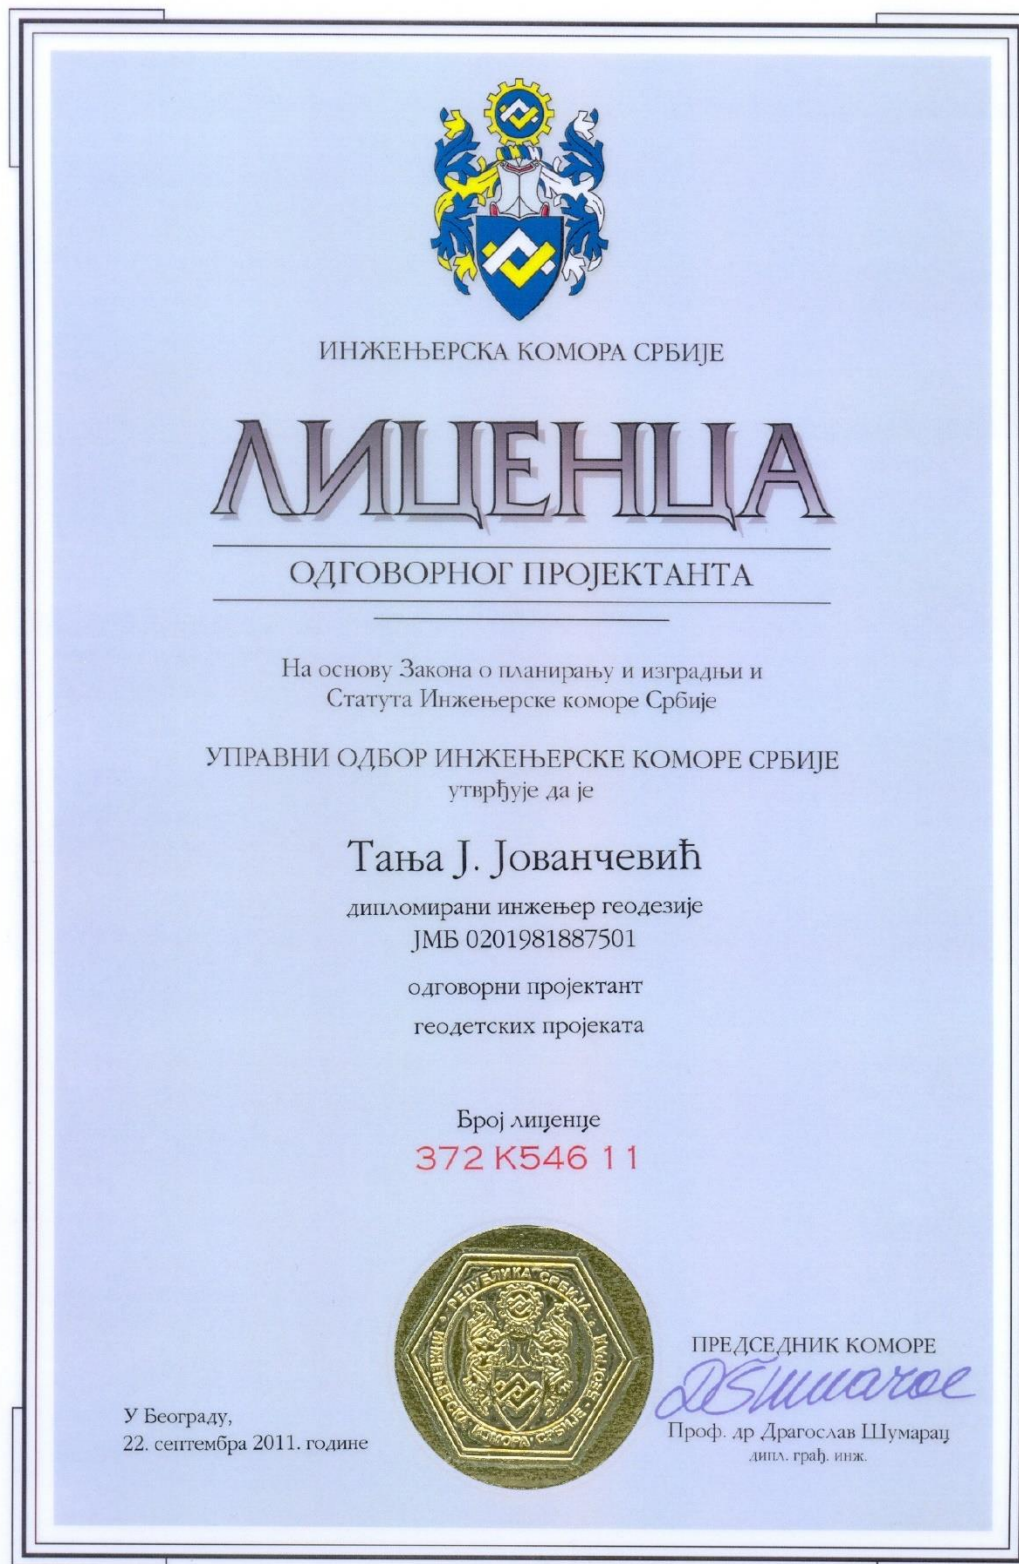 ИНЖЕЊЕРСКА КОМОРА СРБИЈЕ
ЛИЦЕНЦА
ОДГОВОРНОГ ПРОЈЕКТАНТА
На основу Закона о планирању и изградњи и
Статута Инжењерске коморе Србије
УПРАВНИ ОДБОР ИНЖЕЊЕРСКЕ КОМОРЕ СРБИЈЕ
утврђује да је
Тања Ј. Јованчевић
дипломирани инжењер геодезије
ЈМБ 0201981887501
одговорни пројектант
геодетских пројеката
Број лиценце
372 К546 11
РЕПУБЛИКА СРБИЈА
ИНЖЕЊЕРСКА КОМОРА СРБИЈЕ · БЕОГРАД
У Београду,
22. септембра 2011. године
ПРЕДСЕДНИК КОМОРЕ
Проф. др Драгослав Шумарац
дипл. грађ. инж.